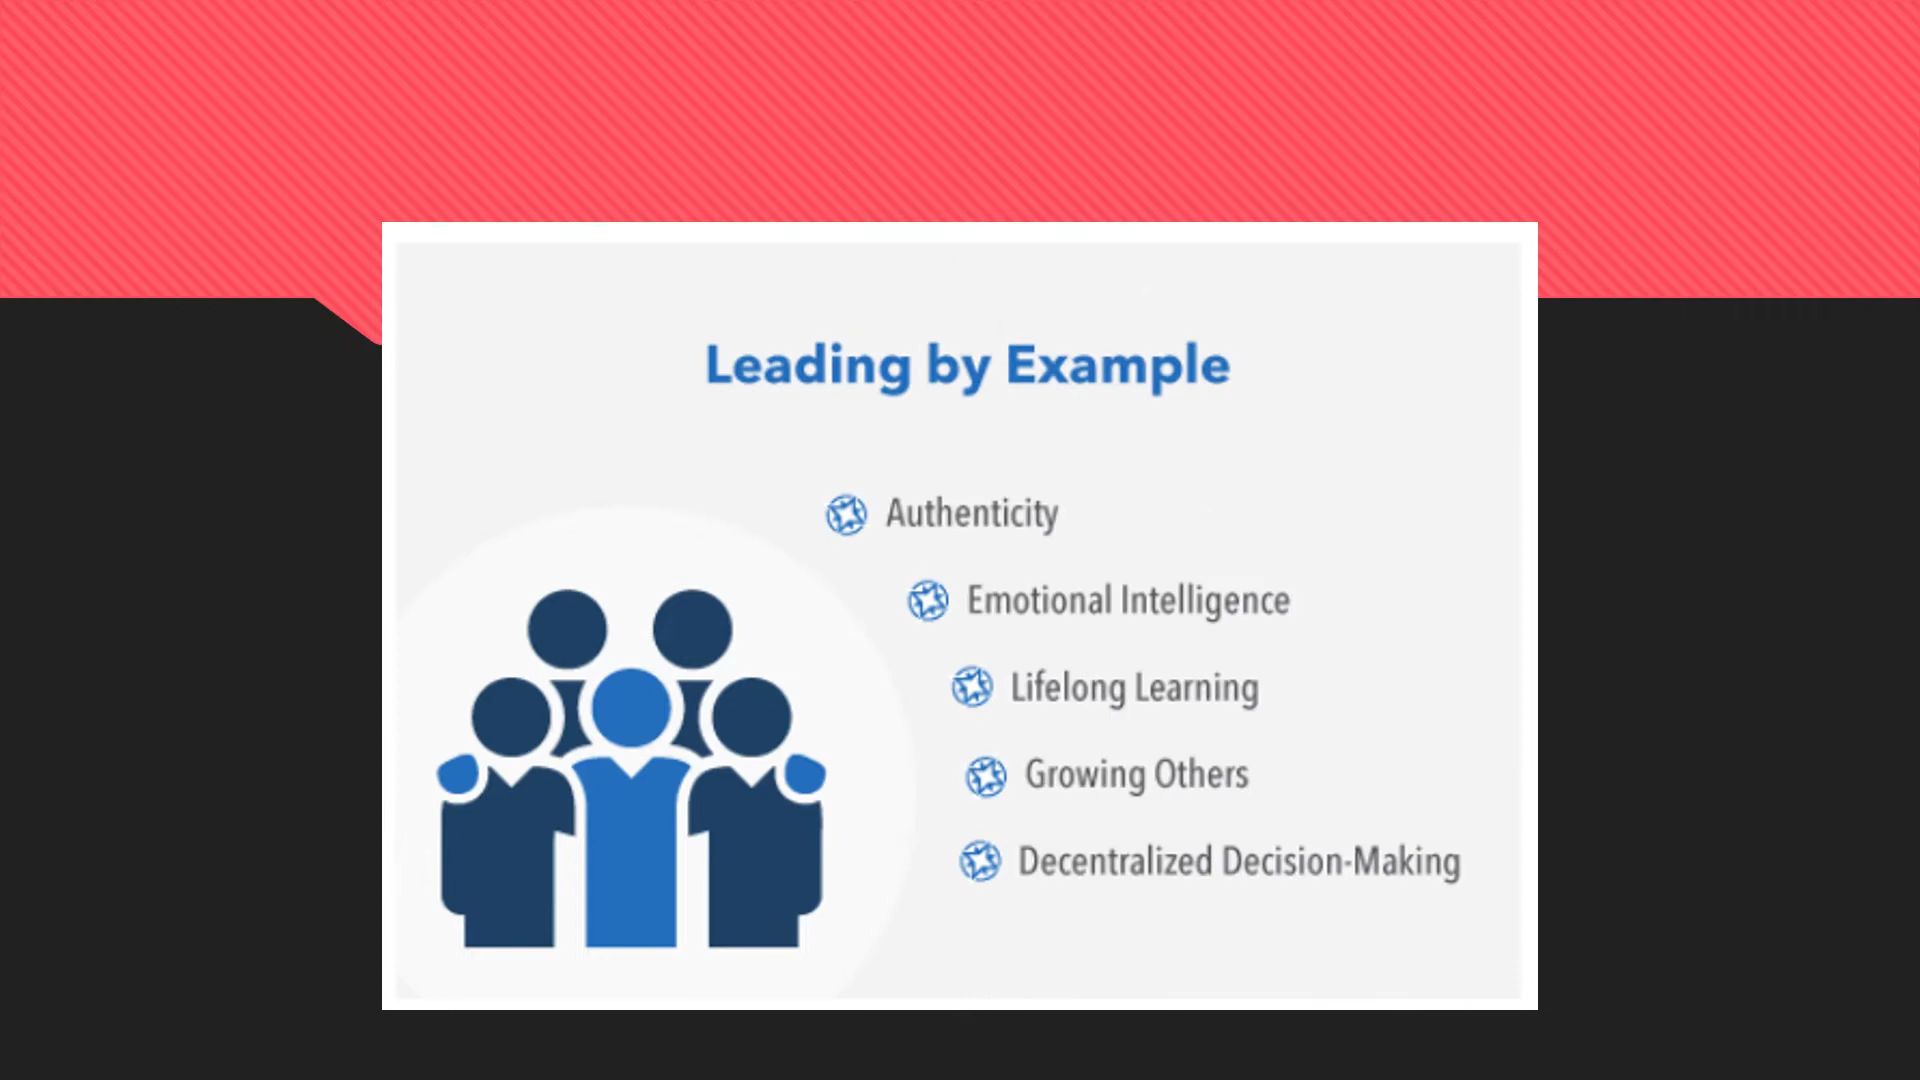 Leading by Example
Authenticity
Emotional Intelligence
Lifelong Learning
Growing Others
Decentralized Decision-Making